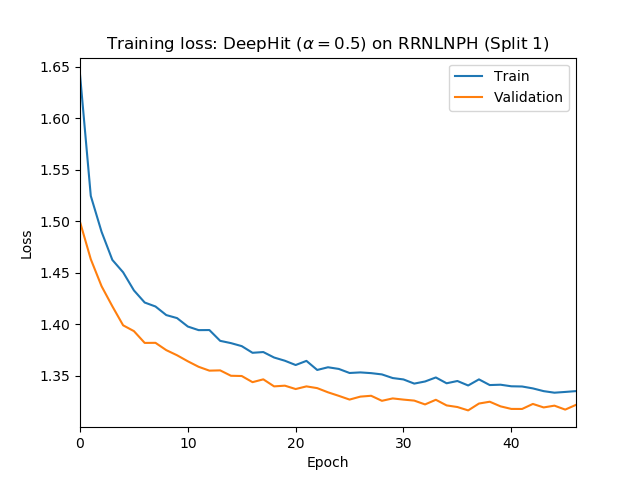 Training loss: DeepHit (α = 0.5) on RRNLNPH (Split 1)
1.65
1.60
1.55
1.50
1.45
1.40
1.35
Loss
Train
Validation
0
10
20
30
40
Epoch